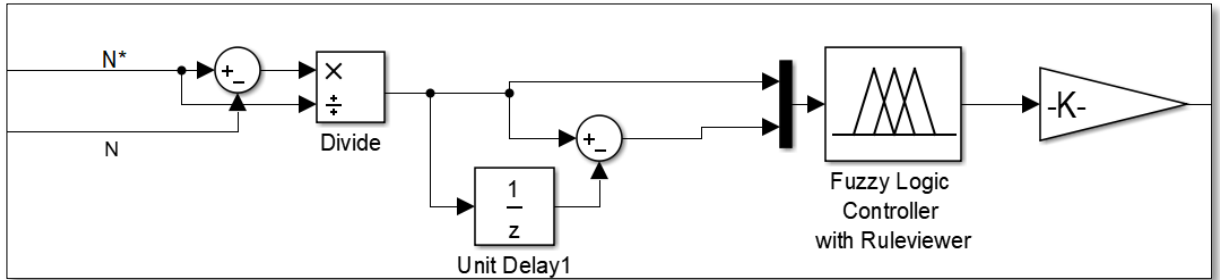 N*
+
−
×
÷
Divide
N
+
−
1
z
Unit Delay1
Fuzzy Logic
Controller
with Ruleviewer
-K-